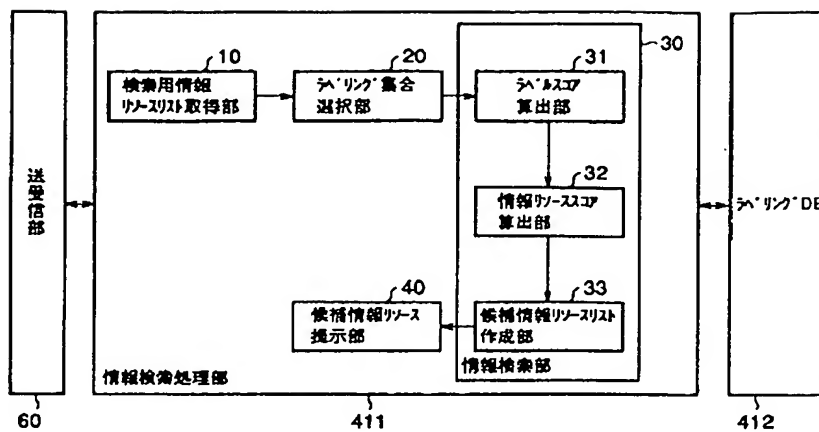 10
検索用情報
リソースリスト取得部
20
ラベリング集合
選択部
30
31
ラベルスコア
算出部
32
情報リソーススコア
算出部
33
候補情報リソースリスト
作成部
40
候補情報リソース
提示部
情報検索部
情報検索処理部
送受信部
ラベリングDB
60
411
412